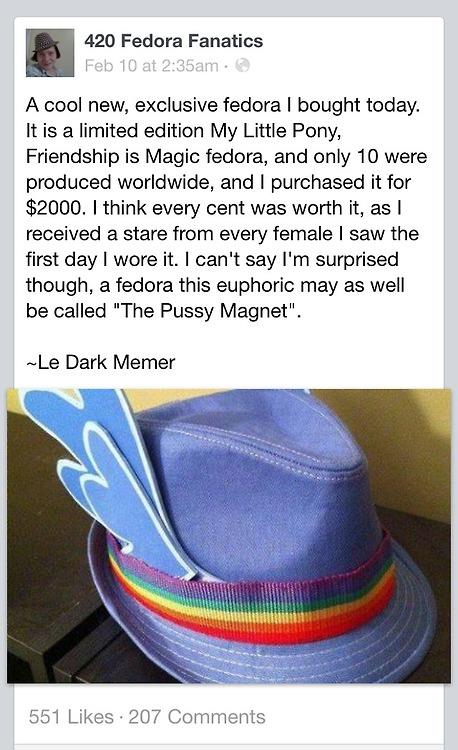 420 Fedora Fanatics
Feb 10 at 2:35am ·
A cool new, exclusive fedora I bought today.
It is a limited edition My Little Pony,
Friendship is Magic fedora, and only 10 were
produced worldwide, and I purchased it for
$2000. I think every cent was worth it, as I
received a stare from every female I saw the
first day I wore it. I can't say I'm surprised
though, a fedora this euphoric may as well
be called "The Pussy Magnet".
~Le Dark Memer
551 Likes · 207 Comments